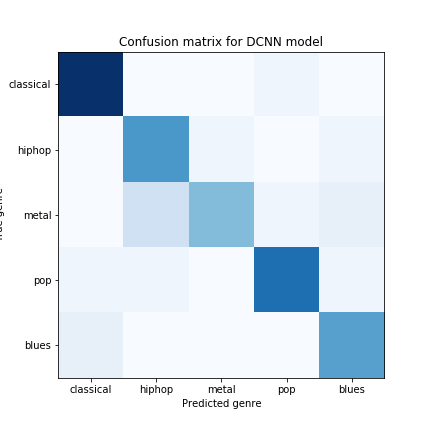 Confusion matrix for DCNN model
classical
hiphop
metal
pop
blues
classical hiphop metal pop blues
Predicted genre